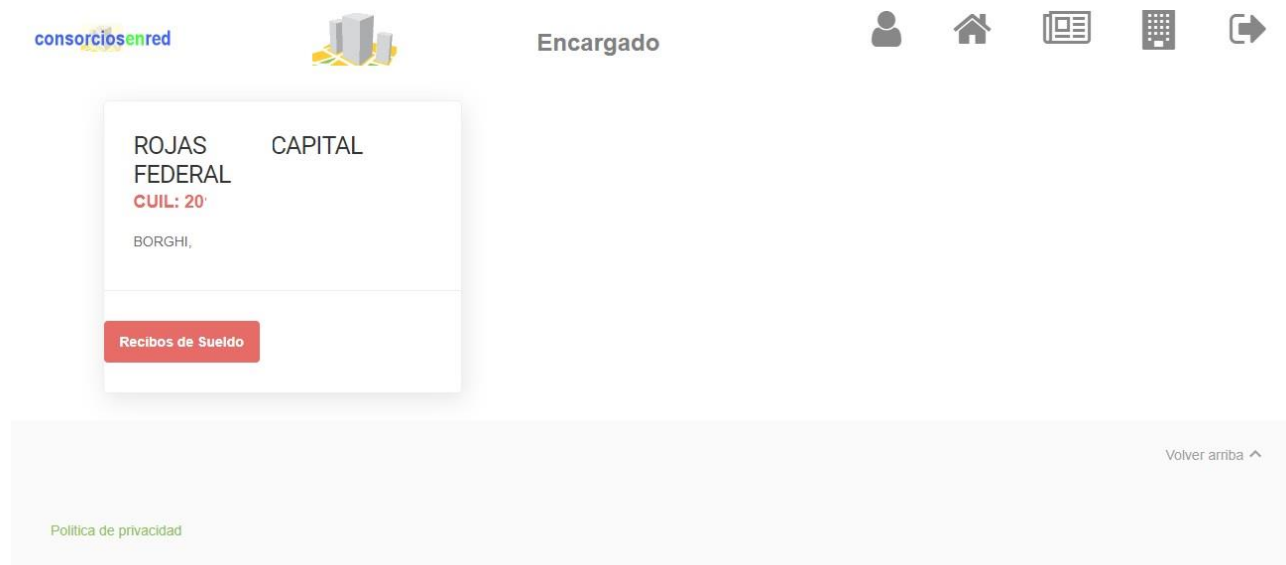 consorciosenred
Encargado
ROJAS CAPITAL
FEDERAL
CUIL: 20
BORGHI,
Recibos de Sueldo
Volver arriba
Política de privacidad